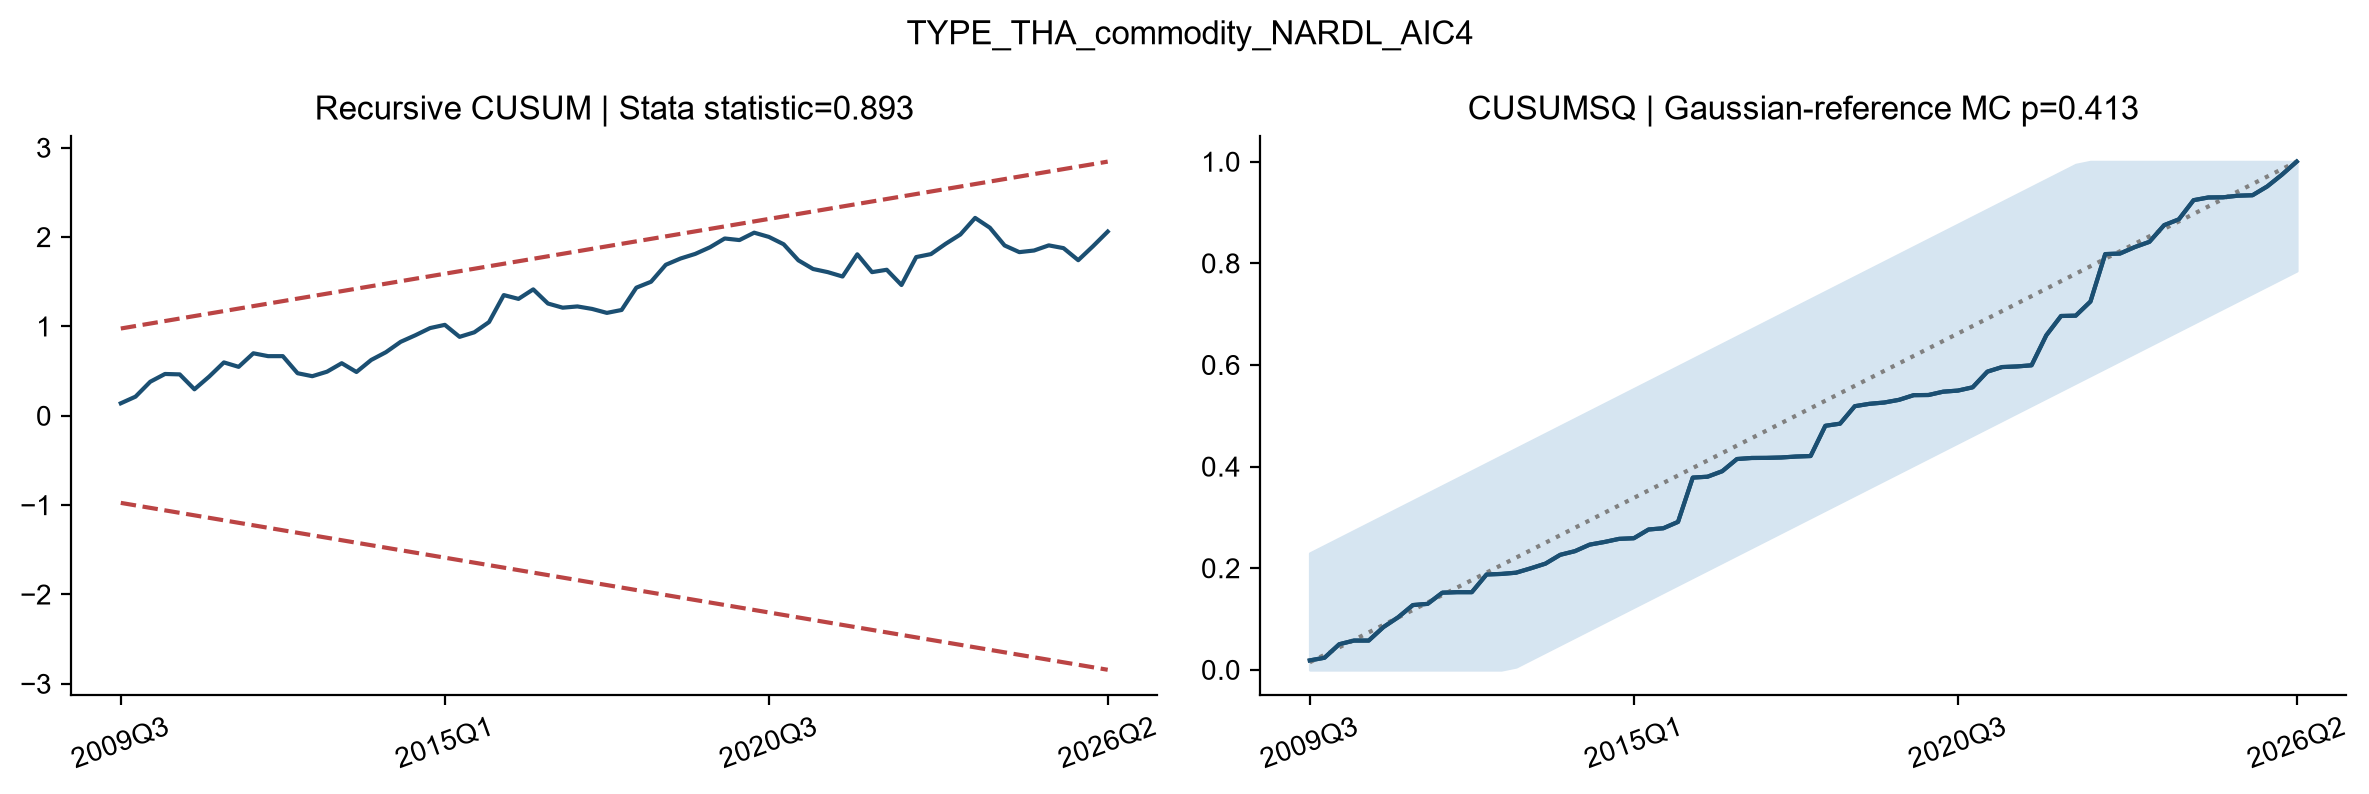 TYPE_THA_commodity_NARDL_AIC4
Recursive CUSUM | Stata statistic=0.893
3
2
1
0
−1
−2
−3
2009Q3
2015Q1
2020Q3
2026Q2
CUSUMSQ | Gaussian-reference MC p=0.413
1.0
0.8
0.6
0.4
0.2
0.0
2009Q3
2015Q1
2020Q3
2026Q2